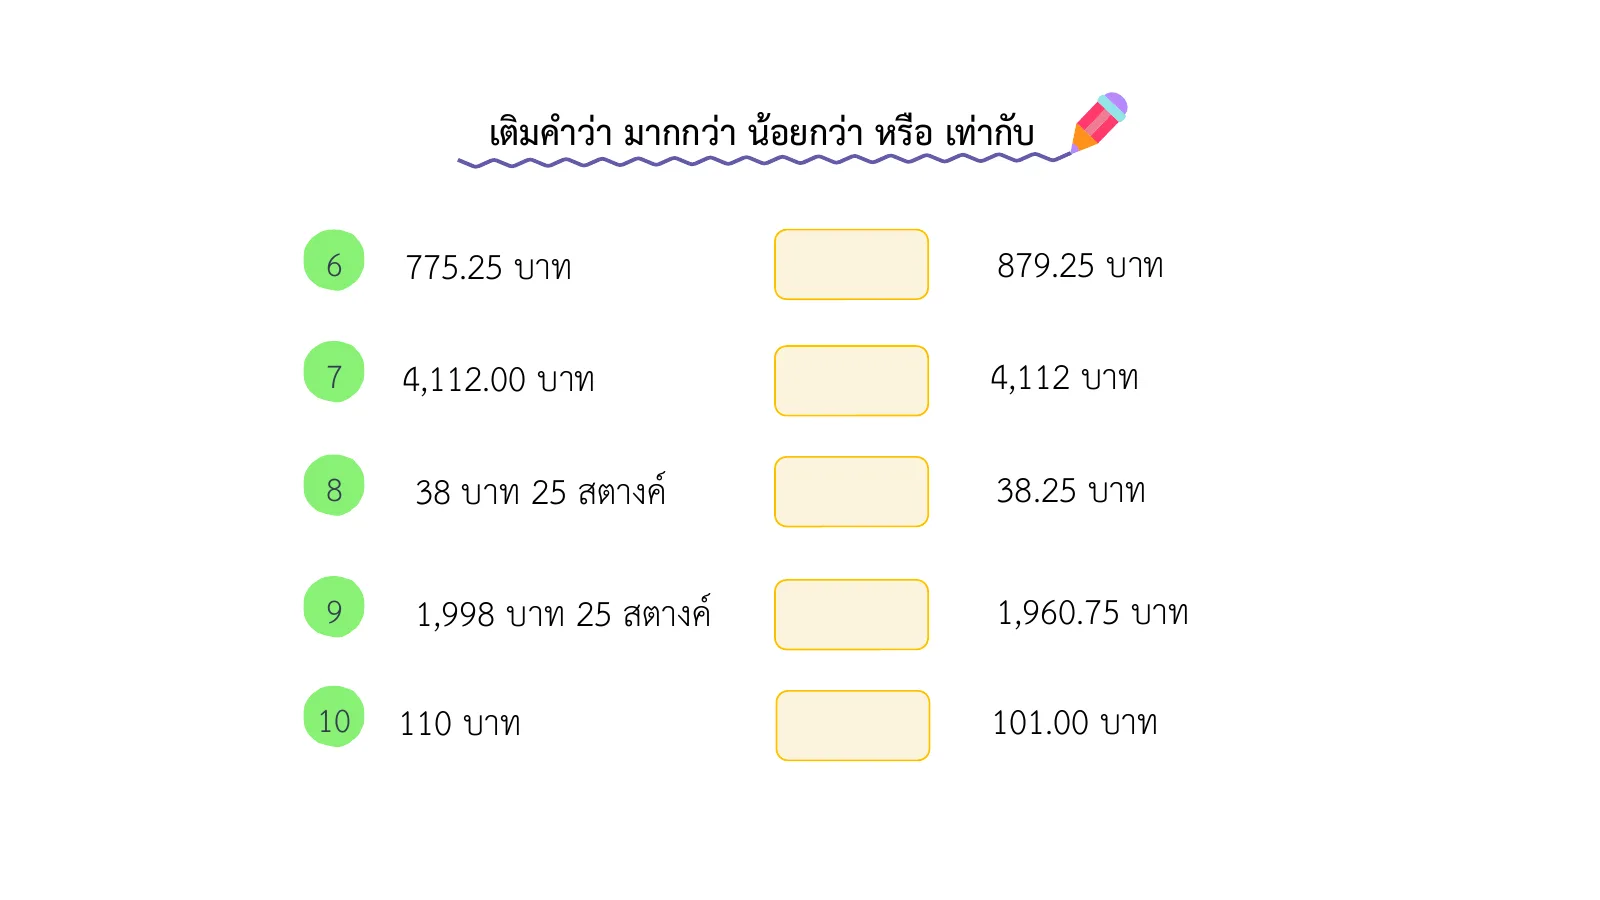 เติมคำว่า มากกว่า น้อยกว่า หรือ เท่ากับ
6 775.25 บาท 879.25 บาท
7 4,112.00 บาท 4,112 บาท
8 38 บาท 25 สตางค์ 38.25 บาท
9 1,998 บาท 25 สตางค์ 1,960.75 บาท
10 110 บาท 101.00 บาท